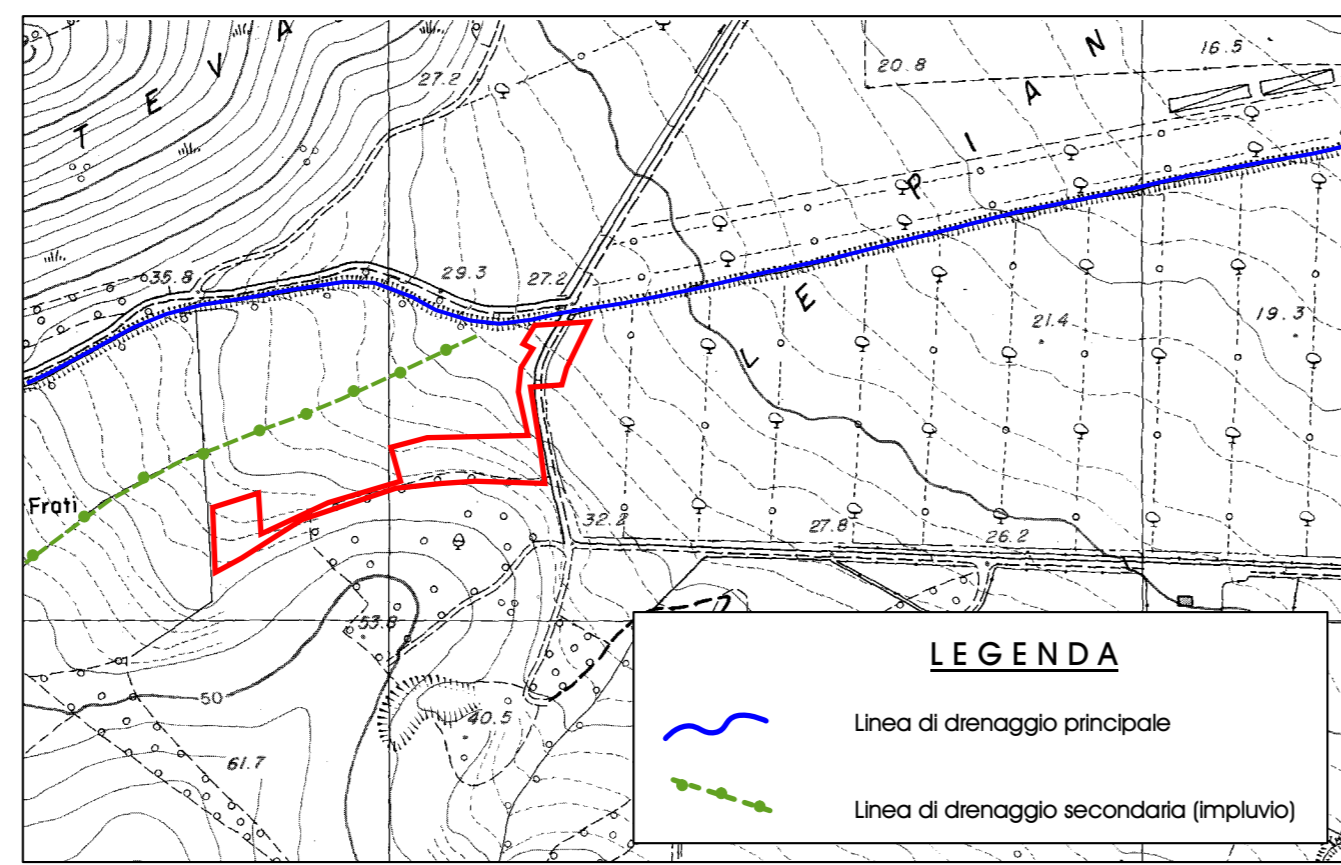 T E V A
27.2
20.8
16.5
L E P I A N
35.8
29.3
27.2
21.4
19.3
Frati
32.2
27.8
26.2
53.8
50
40.5
61.7
LEGENDA
Linea di drenaggio principale
Linea di drenaggio secondaria (impluvio)